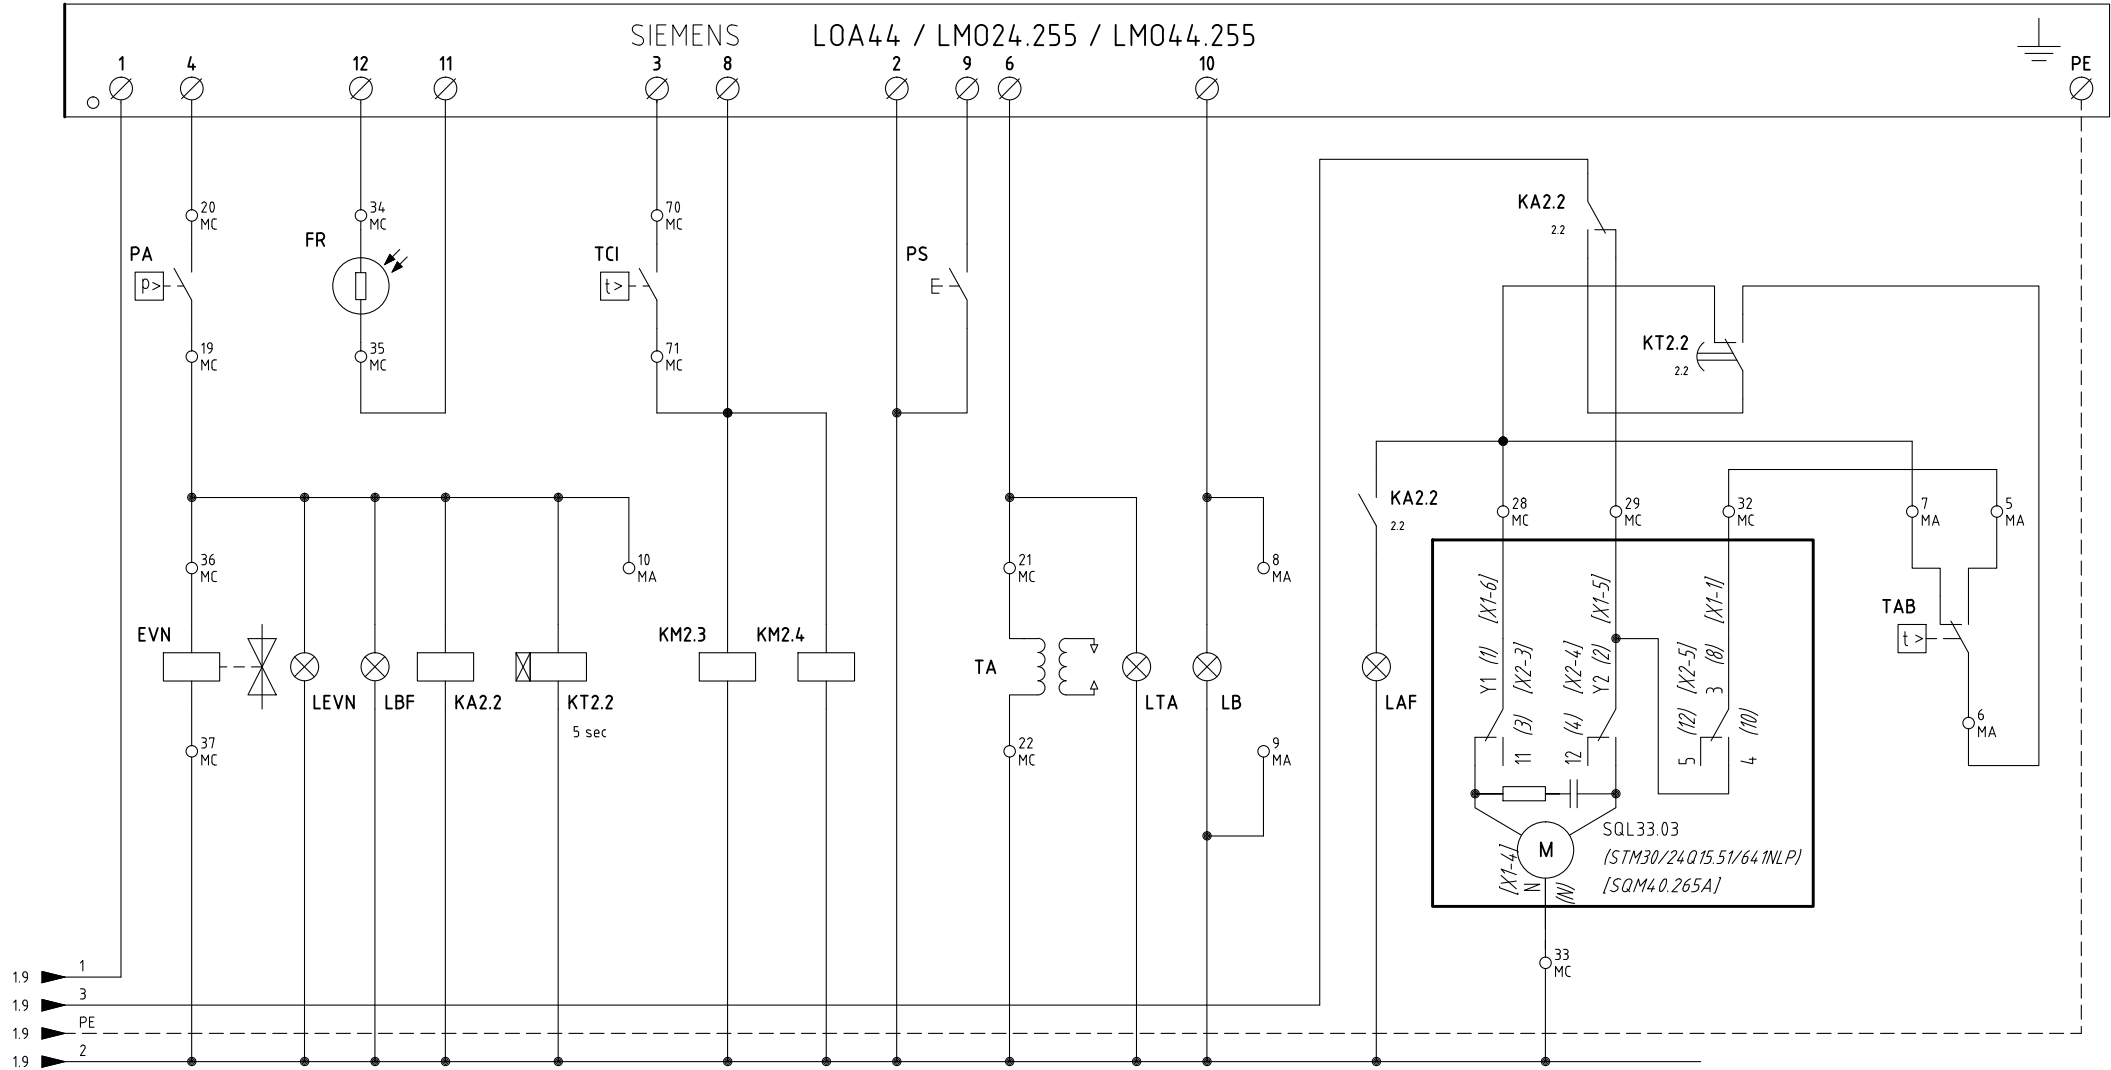 SIEMENS LOA44 / LMO24.255 / LMO44.255
1 4 12 11 3 8 2 9 6 10 PE
20 MC
34 MC
70 MC
KA2.2
2.2
FR
PA
p>
TCI
t>
PS
E
19 MC
35 MC
71 MC
KT2.2
2.2
KA2.2
2.2
28 MC
29 MC
32 MC
7 MA
5 MA
36 MC
10 MA
21 MC
8 MA
EVN
LEVN
LBF
KA2.2
KT2.2
5 sec
KM2.3
KM2.4
TA
LTA
LB
LAF
Y1 (1) [X1-6]
11 (3) [X2-3]
12 (4) [X2-4]
Y2 (2) [X1-5]
5 (12) [X2-5]
3 (8) [X1-1]
4 (10)
TAB
t>
6 MA
37 MC
22 MC
9 MA
M
[X1-4]
N
(N)
SQL33.03
(STM30/24Q15.51/641NLP)
[SQM40.265A]
33 MC
1.9 1
1.9 3
1.9 PE
1.9 2